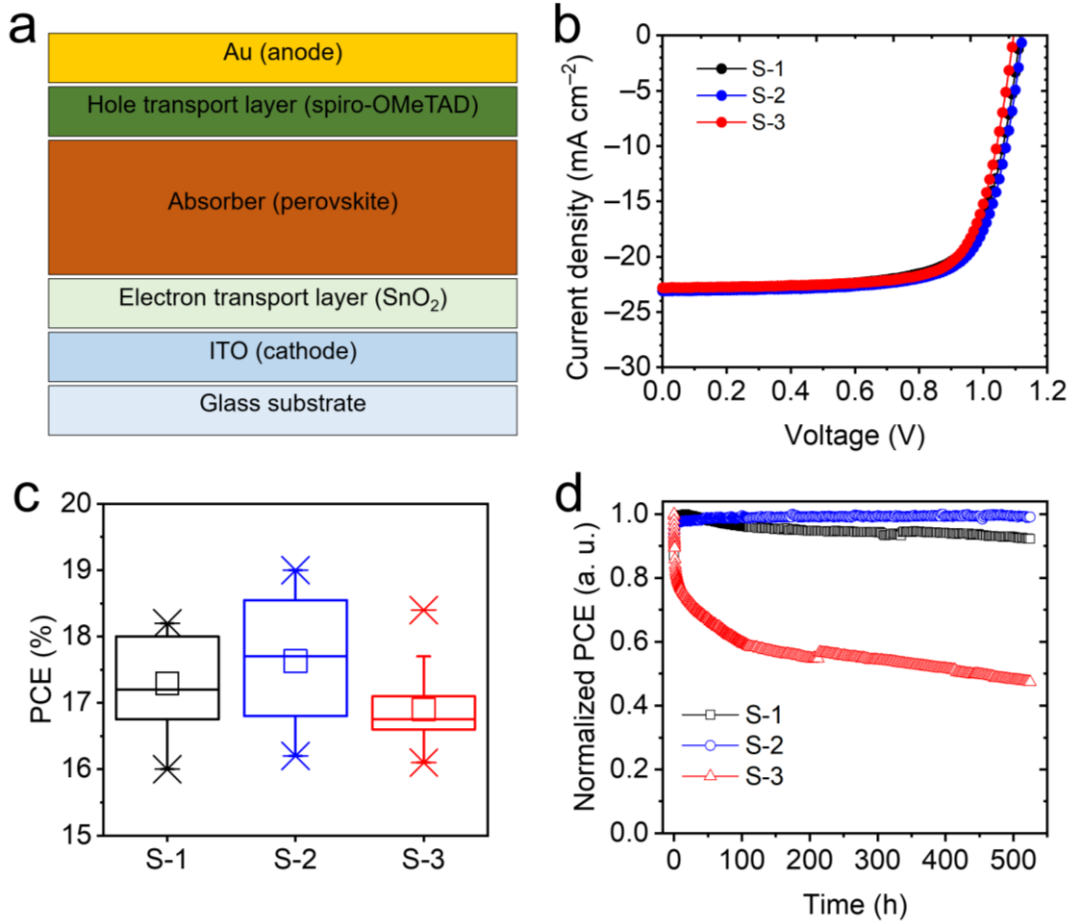 a
Au (anode)
Hole transport layer (spiro-OMeTAD)
Absorber (perovskite)
Electron transport layer (SnO₂)
ITO (cathode)
Glass substrate
b
0
−5
−10
−15
−20
−25
−30
Current density (mA cm⁻²)
S-1
S-2
S-3
0.0 0.2 0.4 0.6 0.8 1.0 1.2
Voltage (V)
c
20
19
18
17
16
15
PCE (%)
S-1 S-2 S-3
d
1.0
0.8
0.6
0.4
0.2
0.0
Normalized PCE (a. u.)
S-1
S-2
S-3
0 100 200 300 400 500
Time (h)